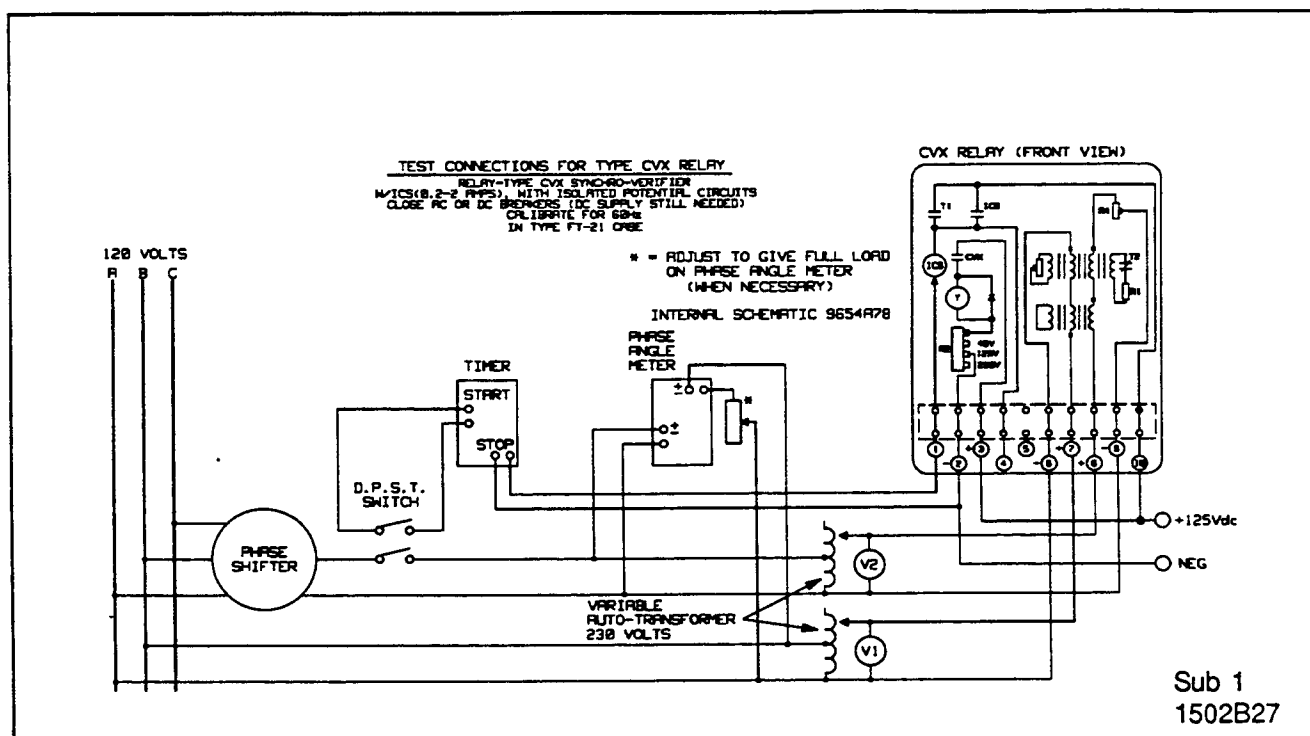 TEST CONNECTIONS FOR TYPE CVX RELAY
RELAY-TYPE CVX SYNCHRO-VERIFIER
W/ICS(0.2-2 AMPS), WITH ISOLATED POTENTIAL CIRCUITS
CLOSE AC OR DC BREAKERS (DC SUPPLY STILL NEEDED)
CALIBRATE FOR 60Hz
IN TYPE FT-21 CASE
* = ADJUST TO GIVE FULL LOAD
ON PHASE ANGLE METER
(WHEN NECESSARY)
INTERNAL SCHEMATIC 9654A78
120 VOLTS
A B C
PHASE
SHIFTER
D.P.S.T.
SWITCH
TIMER
START
STOP
PHASE
ANGLE
METER
±
±
*
VARIABLE
AUTO-TRANSFORMER
230 VOLTS
V2
V1
CVX RELAY (FRONT VIEW)
T1
ICS
ICS
CVX
T
125V
R1
1
-2
+3
4
5
-6
+7
10
+125Vdc
NEG
Sub 1
1502B27